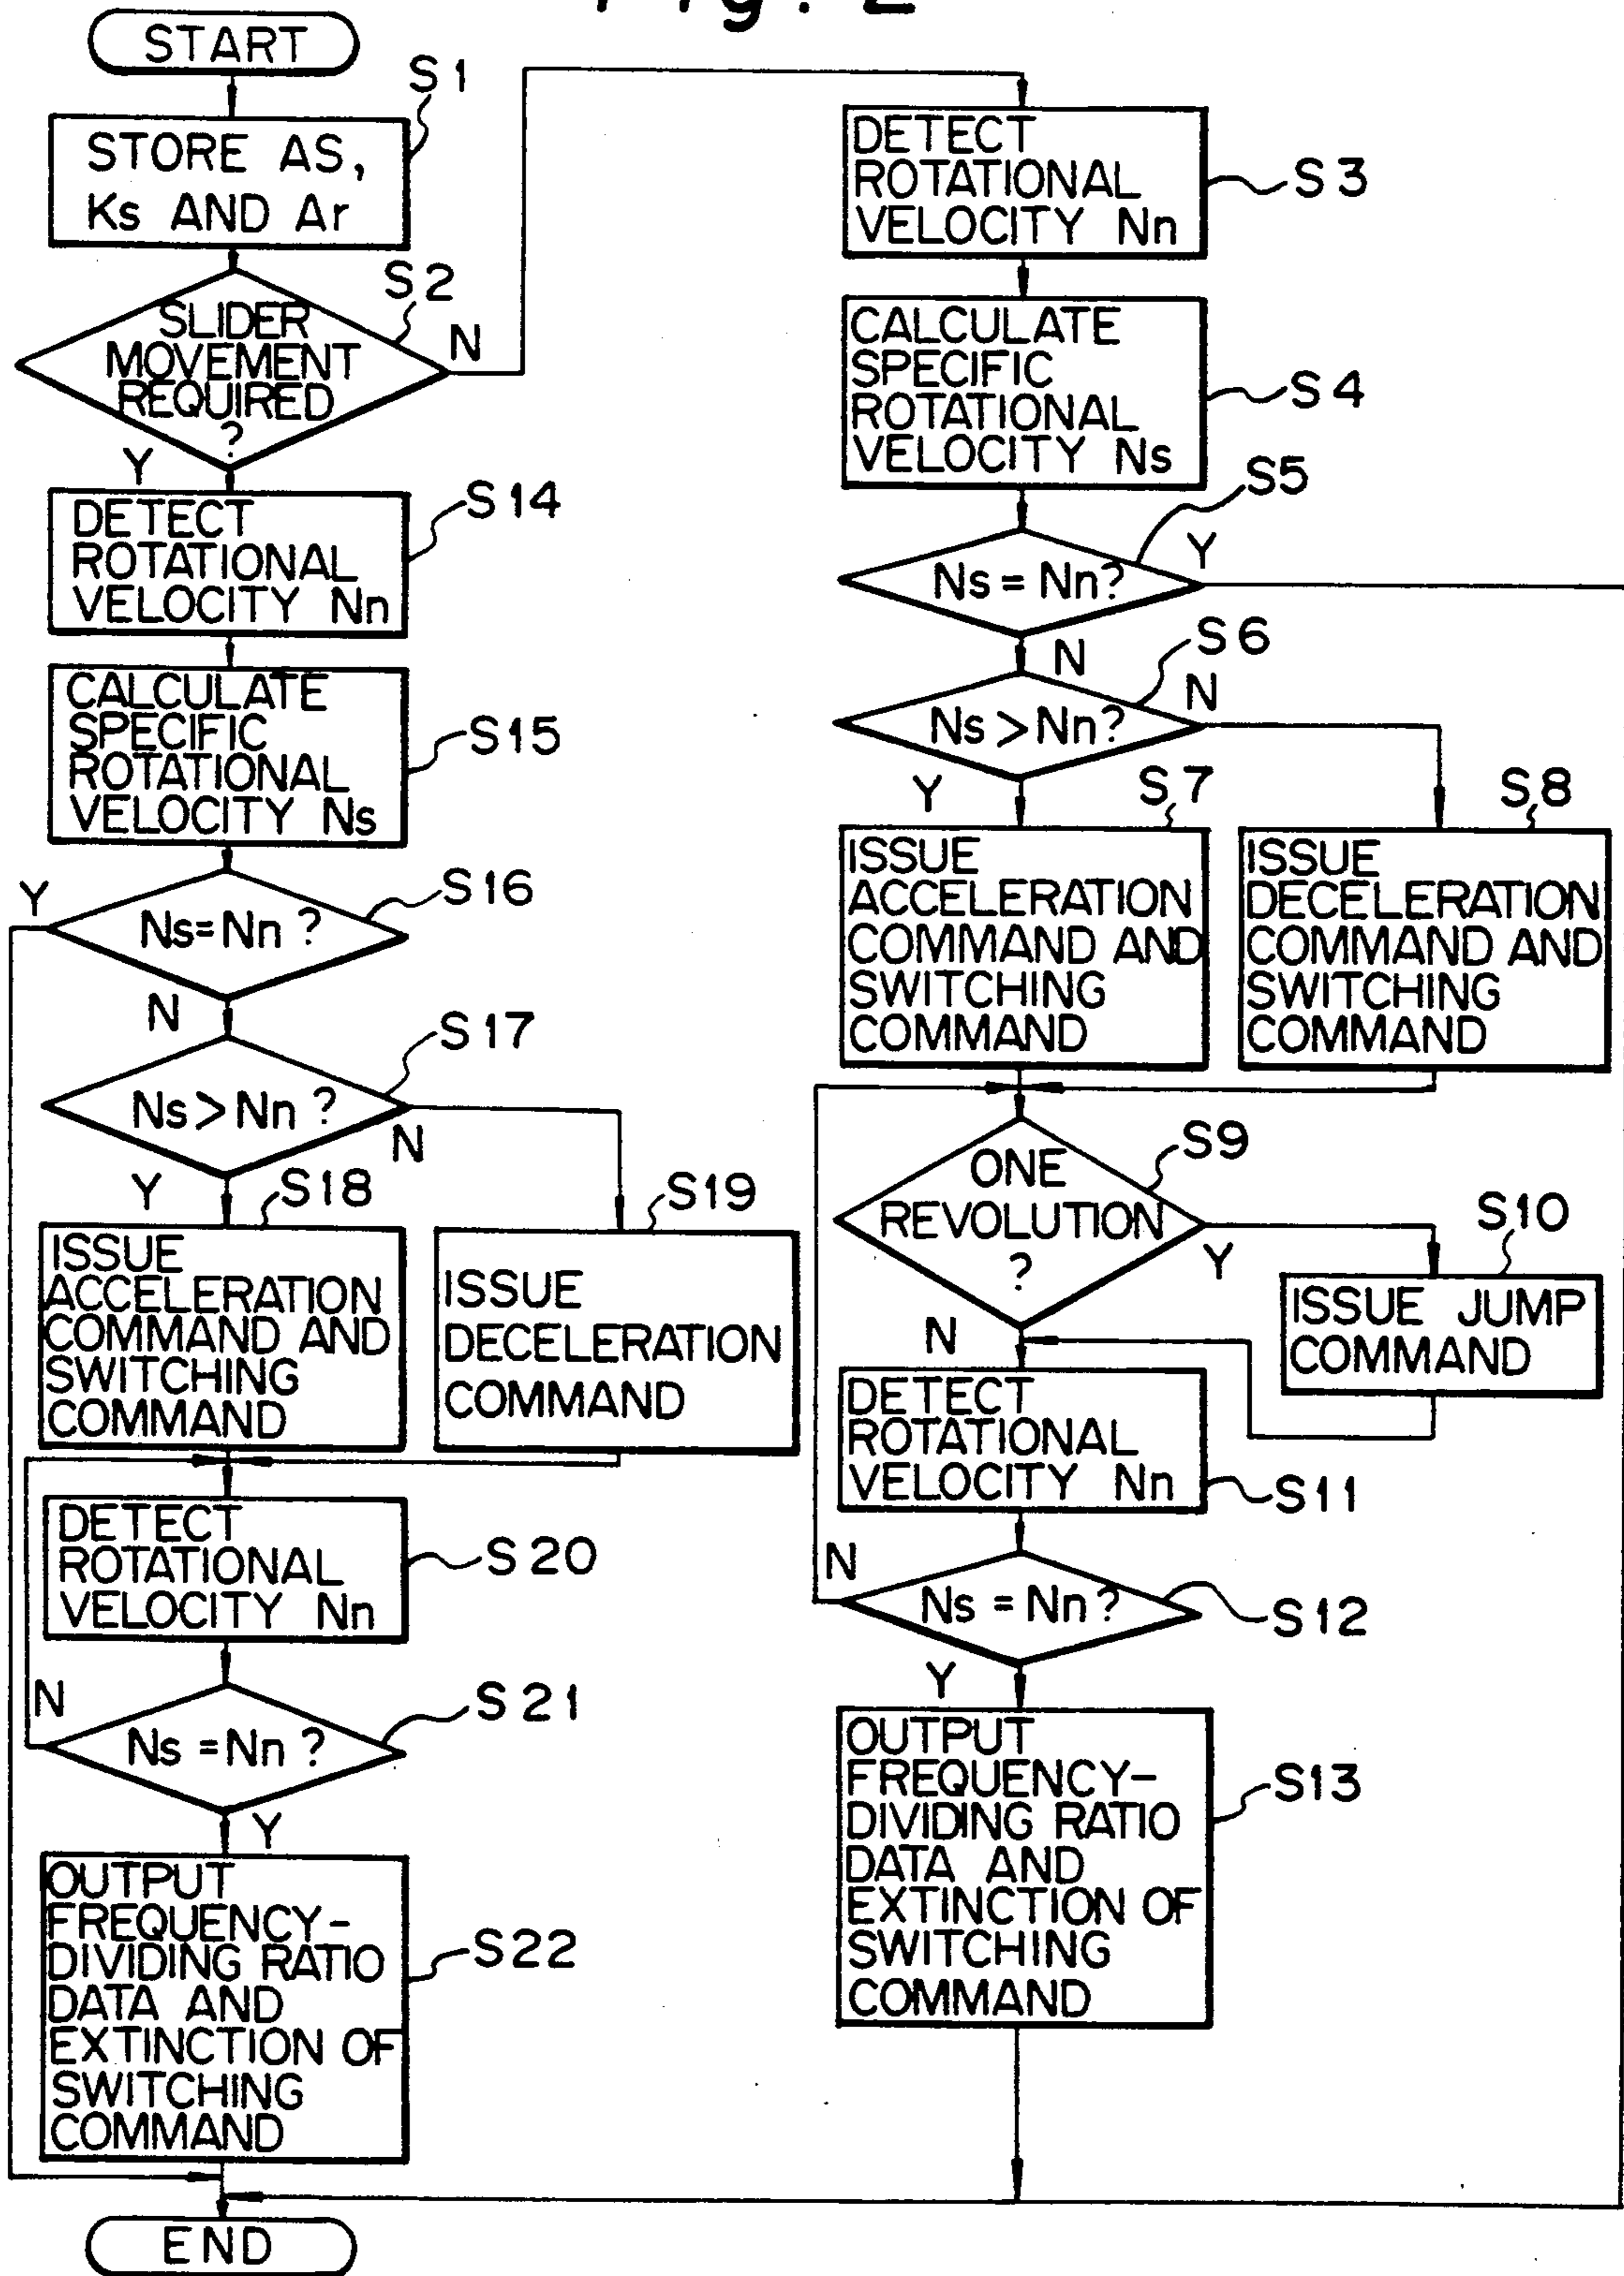 Fig. 2
START
S1
STORE AS,
Ks AND Ar
S2
SLIDER
MOVEMENT
REQUIRED
?
N
Y
S14
DETECT
ROTATIONAL
VELOCITY Nn
S15
CALCULATE
SPECIFIC
ROTATIONAL
VELOCITY Ns
S16
Y
Ns=Nn ?
N
S17
Ns>Nn ?
N
Y
S18
ISSUE
ACCELERATION
COMMAND AND
SWITCHING
COMMAND
S19
ISSUE
DECELERATION
COMMAND
S20
DETECT
ROTATIONAL
VELOCITY Nn
N
S21
Ns =Nn ?
Y
S22
OUTPUT
FREQUENCY-
DIVIDING RATIO
DATA AND
EXTINCTION OF
SWITCHING
COMMAND
END
S3
DETECT
ROTATIONAL
VELOCITY Nn
S4
CALCULATE
SPECIFIC
ROTATIONAL
VELOCITY Ns
S5
Ns = Nn?
Y
N
S6
Ns >Nn?
N
Y
S7
ISSUE
ACCELERATION
COMMAND AND
SWITCHING
COMMAND
S8
ISSUE
DECELERATION
COMMAND AND
SWITCHING
COMMAND
S9
ONE
REVOLUTION
?
Y
N
S10
ISSUE JUMP
COMMAND
S11
DETECT
ROTATIONAL
VELOCITY Nn
N
S12
Ns = Nn?
Y
S13
OUTPUT
FREQUENCY-
DIVIDING RATIO
DATA AND
EXTINCTION OF
SWITCHING
COMMAND